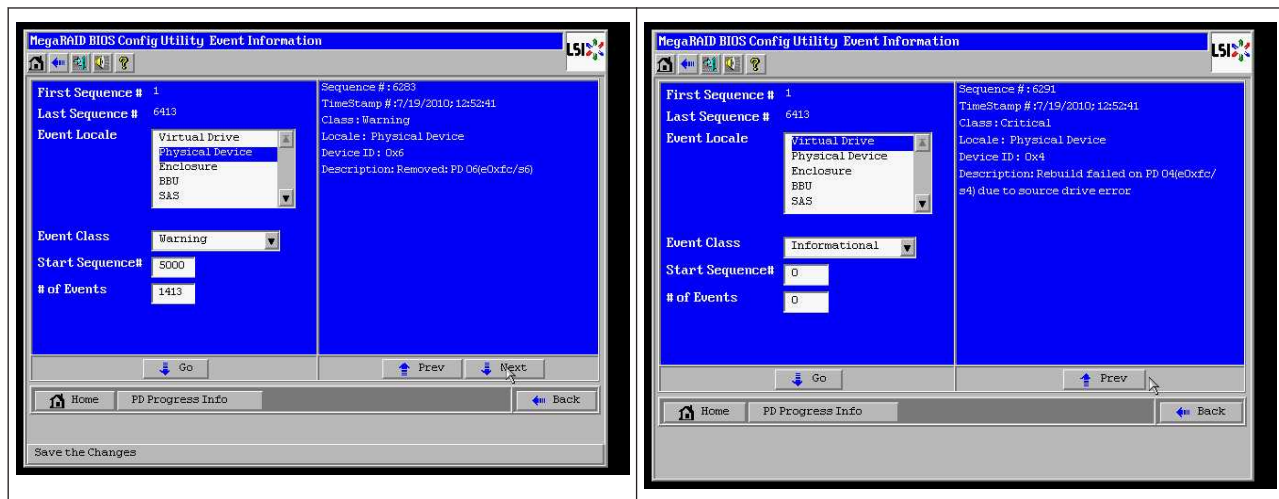 MegaRAID BIOS Config Utility Event Information
LSI
First Sequence # 1
Last Sequence # 6413
Event Locale
Virtual Drive
Physical Device
Enclosure
BBU
SAS
Event Class Warning
Start Sequence# 5000
# of Events 1413
Go
Sequence #:6283
TimeStamp #:7/19/2010; 12:52:41
Class: Warning
Locale: Physical Device
Device ID: 0x6
Description: Removed: PD 06(e0xfc/s6)
Prev Next
Home PD Progress Info Back
Save the Changes
MegaRAID BIOS Config Utility Event Information
LSI
First Sequence # 1
Last Sequence # 6413
Event Locale
Virtual Drive
Physical Device
Enclosure
BBU
SAS
Event Class Informational
Start Sequence# 0
# of Events 0
Go
Sequence #:6291
TimeStamp #:7/19/2010; 12:52:41
Class: Critical
Locale: Physical Device
Device ID: 0x4
Description: Rebuild failed on PD 04(e0xfc/
s4) due to source drive error
Prev
Home PD Progress Info Back